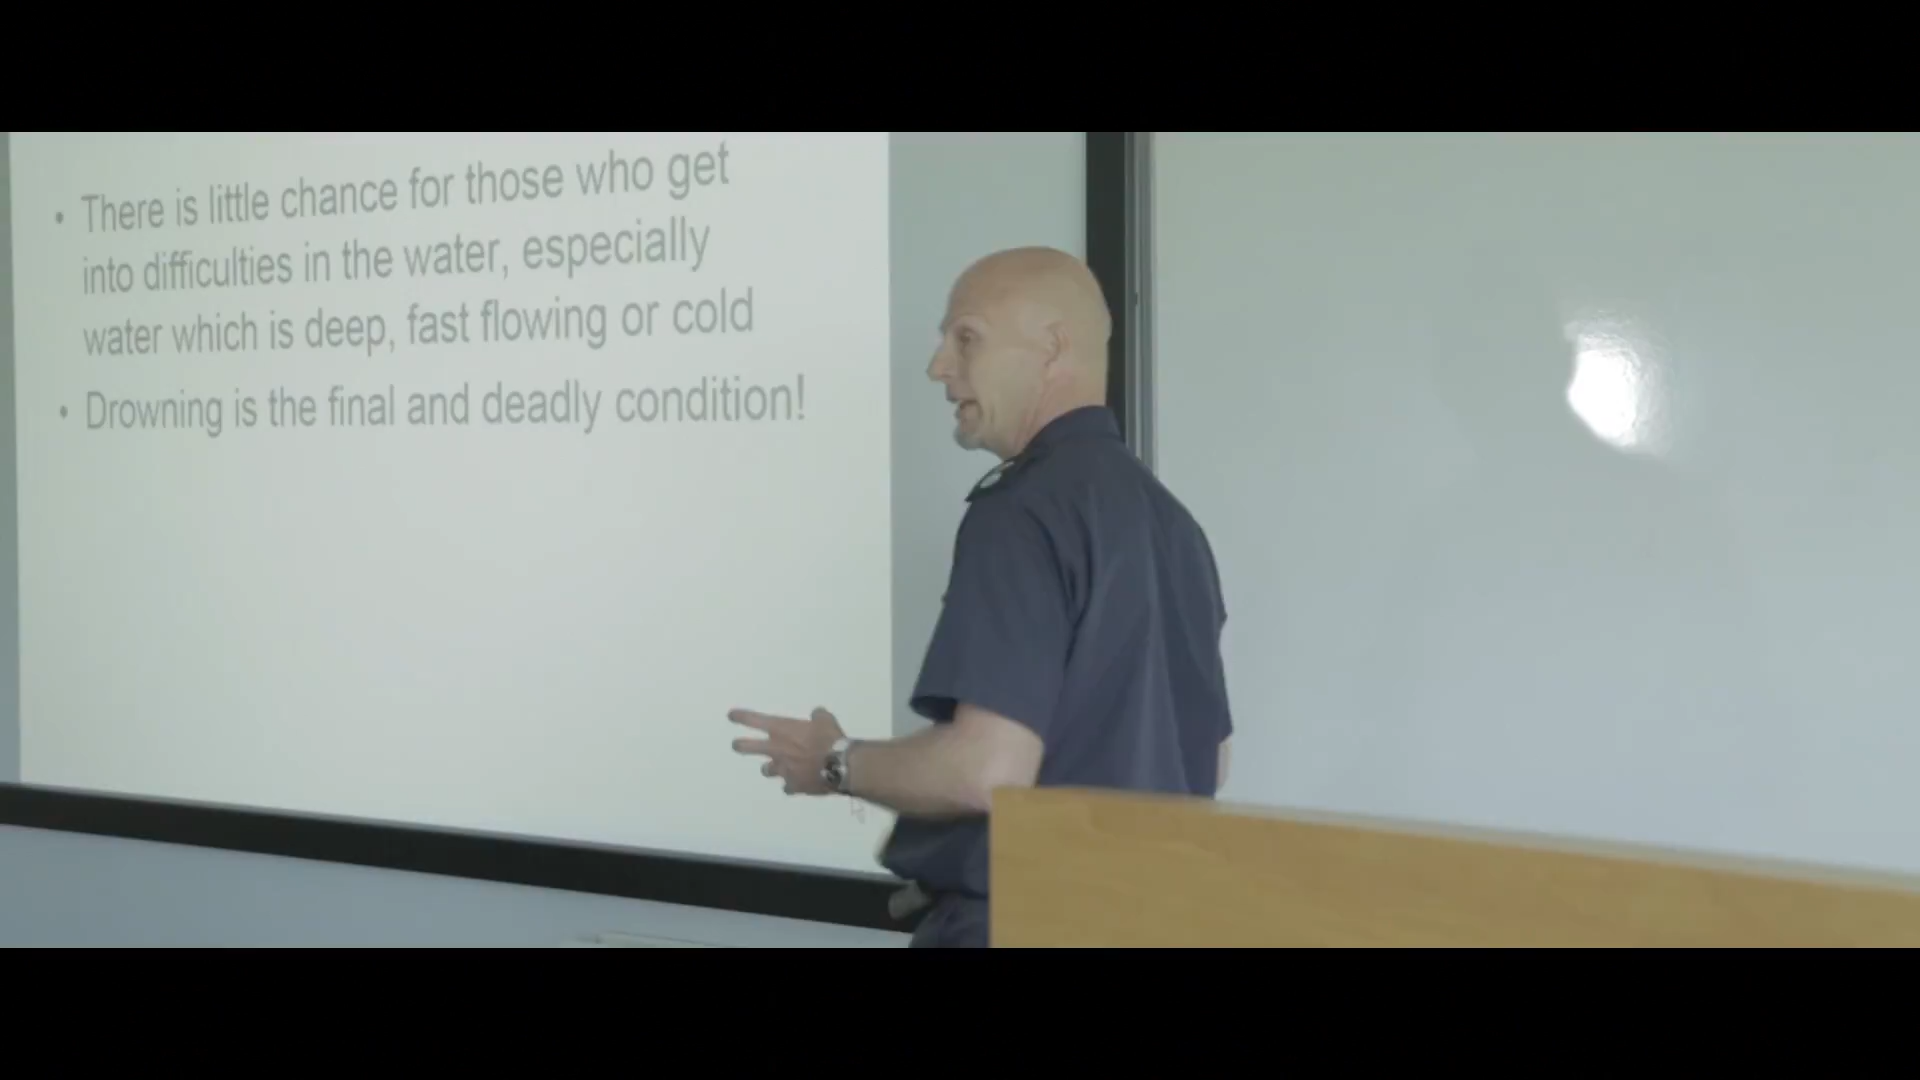 • There is little chance for those who get
into difficulties in the water, especially
water which is deep, fast flowing or cold
• Drowning is the final and deadly condition!